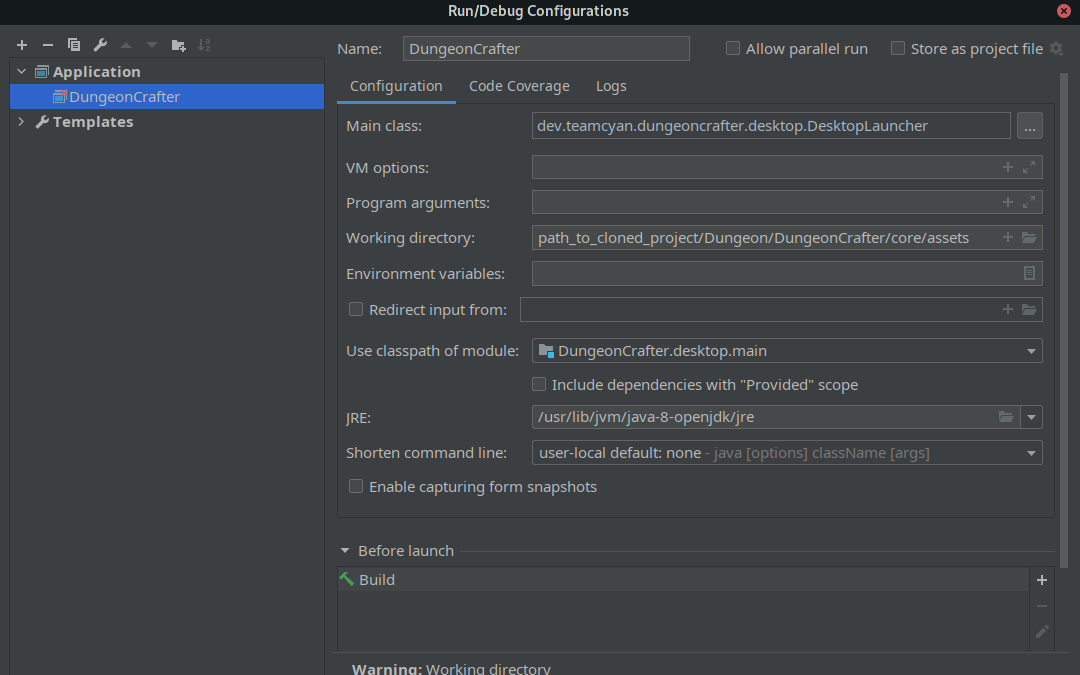 Run/Debug Configurations
Name: DungeonCrafter Allow parallel run Store as project file
Application
DungeonCrafter
Templates
Configuration Code Coverage Logs
Main class: dev.teamcyan.dungeoncrafter.desktop.DesktopLauncher ...
VM options:
Program arguments:
Working directory: path_to_cloned_project/Dungeon/DungeonCrafter/core/assets
Environment variables:
Redirect input from:
Use classpath of module: DungeonCrafter.desktop.main
Include dependencies with "Provided" scope
JRE: /usr/lib/jvm/java-8-openjdk/jre
Shorten command line: user-local default: none - java [options] className [args]
Enable capturing form snapshots
Before launch
Build
Warning: Working directory